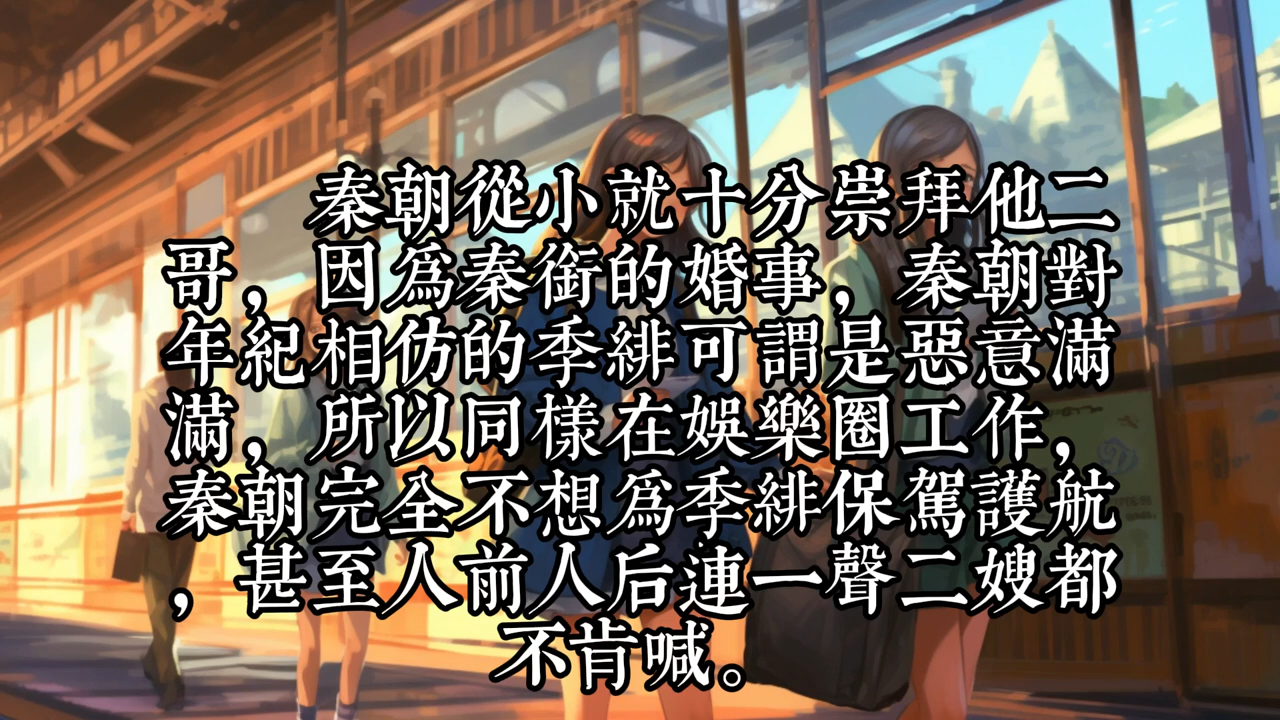 秦朝從小就十分崇拜他二
哥，因爲秦銜的婚事，秦朝對
年紀相仿的季緋可謂是惡意滿
滿，所以同樣在娛樂圈工作，
秦朝完全不想爲季緋保駕護航
，甚至人前人后連一聲二嫂都
不肯喊。